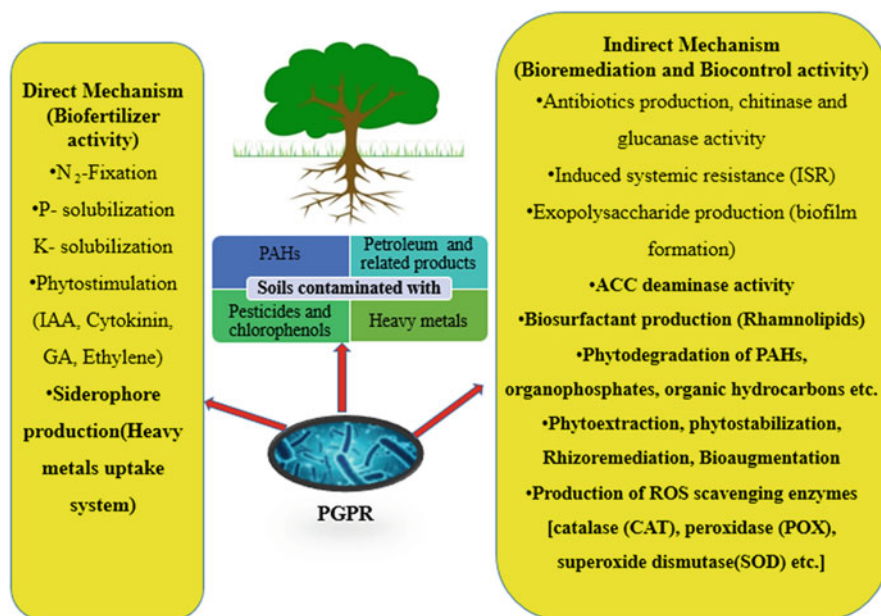 Direct Mechanism
(Biofertilizer
activity)
•N₂-Fixation
•P- solubilization
K- solubilization
•Phytostimulation
(IAA, Cytokinin,
GA, Ethylene)
•Siderophore
production(Heavy
metals uptake
system)
PAHs
Petroleum and
related products
Soils contaminated with
Pesticides and
chlorophenols
Heavy metals
PGPR
Indirect Mechanism
(Bioremediation and Biocontrol activity)
•Antibiotics production, chitinase and
glucanase activity
•Induced systemic resistance (ISR)
•Exopolysaccharide production (biofilm
formation)
•ACC deaminase activity
•Biosurfactant production (Rhamnolipids)
•Phytodegradation of PAHs,
organophosphates, organic hydrocarbons etc.
•Phytoextraction, phytostabilization,
Rhizoremediation, Bioaugmentation
•Production of ROS scavenging enzymes
[catalase (CAT), peroxidase (POX),
superoxide dismutase(SOD) etc.]